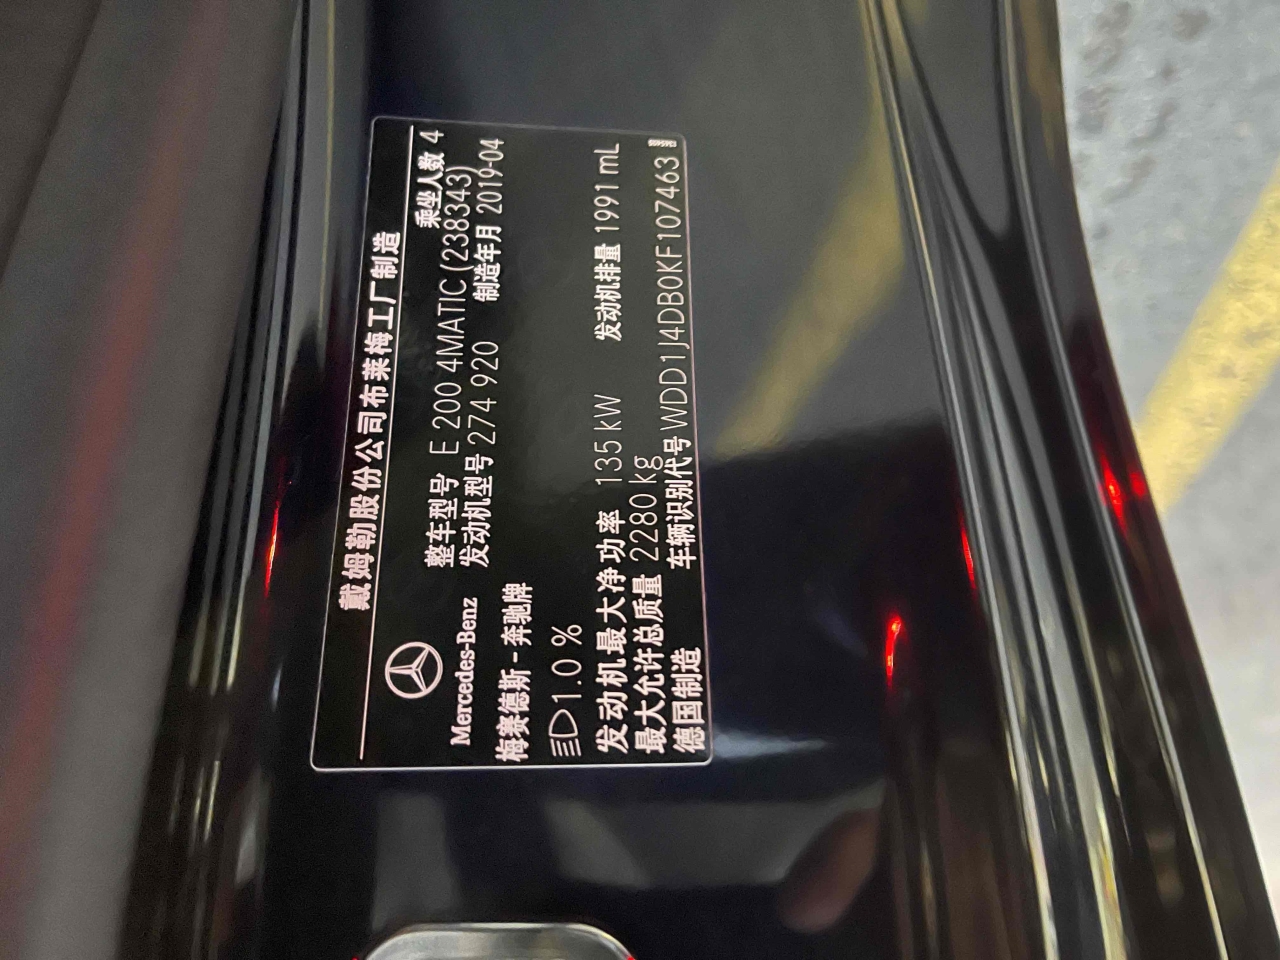 戴姆勒股份公司布莱梅工厂制造
乘坐人数 4
整车型号 E 200 4MATIC (238343)
发动机型号 274 920 制造年月 2019-04
Mercedes-Benz
梅赛德斯-奔驰牌
1.0 %
发动机最大净功率 135 kW 发动机排量 1991 mL
最大允许总质量 2280 kg
德国制造 车辆识别代号 WDD1J4DB0KF107463